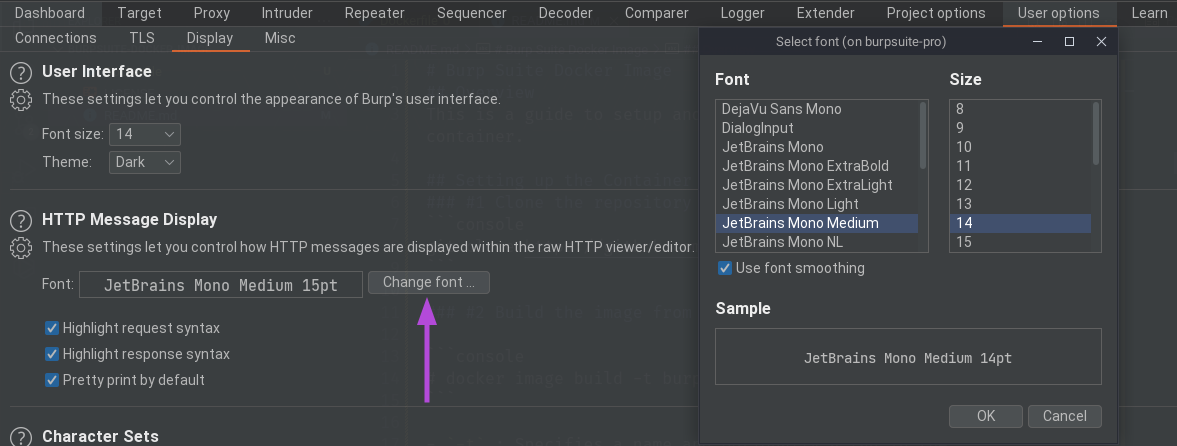 Dashboard Target Proxy Intruder Repeater Sequencer Decoder Comparer Logger Extender Project options User options Learn
Connections TLS Display Misc
User Interface
These settings let you control the appearance of Burp's user interface.
Font size: 14
Theme: Dark
HTTP Message Display
These settings let you control how HTTP messages are displayed within the raw HTTP viewer/editor.
Font: JetBrains Mono Medium 15pt Change font ...
Highlight request syntax
Highlight response syntax
Pretty print by default
Character Sets
Select font (on burpsuite-pro)
Font
DejaVu Sans Mono
DialogInput
JetBrains Mono
JetBrains Mono ExtraBold
JetBrains Mono ExtraLight
JetBrains Mono Light
JetBrains Mono Medium
JetBrains Mono NL
Size
8
9
10
11
12
13
14
15
Use font smoothing
Sample
JetBrains Mono Medium 14pt
OK Cancel